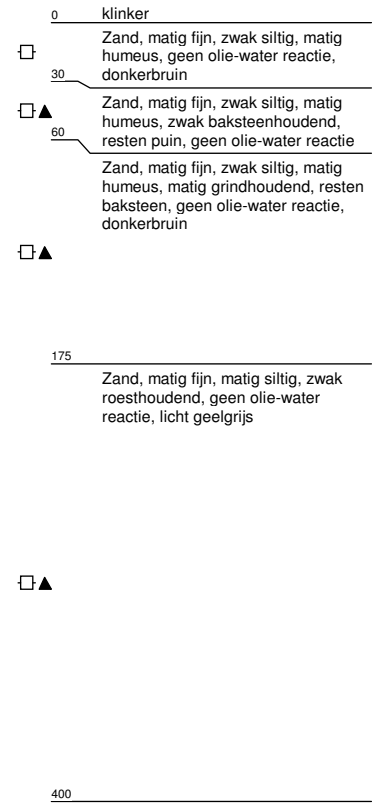 0 klinker
Zand, matig fijn, zwak siltig, matig
humeus, geen olie-water reactie,
30 donkerbruin
Zand, matig fijn, zwak siltig, matig
humeus, zwak baksteenhoudend,
60 resten puin, geen olie-water reactie
Zand, matig fijn, zwak siltig, matig
humeus, matig grindhoudend, resten
baksteen, geen olie-water reactie,
donkerbruin
175
Zand, matig fijn, matig siltig, zwak
roesthoudend, geen olie-water
reactie, licht geelgrijs
400